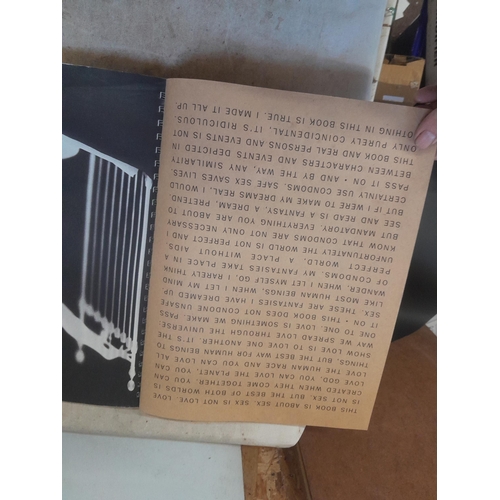 THIS BOOK IS ABOUT SEX. SEX IS NOT LOVE. LOVE
IS NOT SEX. BUT THE BEST OF BOTH WORLDS IS
CREATED WHEN THEY COME TOGETHER. YOU CAN
LOVE GOD, YOU CAN LOVE THE PLANET, YOU CAN
LOVE THE HUMAN RACE AND YOU CAN LOVE ALL
THINGS, BUT THE BEST WAY FOR HUMAN BEINGS TO
SHOW LOVE IS TO LOVE ONE ANOTHER. IT'S THE
WAY WE SPREAD LOVE THROUGH THE UNIVERSE:
ONE TO ONE. LOVE IS SOMETHING WE MAKE. PASS
IT ON • THIS BOOK DOES NOT CONDONE UNSAFE
SEX. THESE ARE FANTASIES I HAVE DREAMED UP.
LIKE MOST HUMAN BEINGS, WHEN I LET MY MIND
WANDER, WHEN I LET MYSELF GO, I RARELY THINK
OF CONDOMS. MY FANTASIES TAKE PLACE IN A
PERFECT WORLD, A PLACE WITHOUT AIDS.
UNFORTUNATELY THE WORLD IS NOT PERFECT AND I
KNOW THAT CONDOMS ARE NOT ONLY NECESSARY
BUT MANDATORY. EVERYTHING YOU ARE ABOUT TO
SEE AND READ IS A FANTASY, A DREAM, PRETEND.
BUT IF I WERE TO MAKE MY DREAMS REAL, I WOULD
CERTAINLY USE CONDOMS. SAFE SEX SAVES LIVES.
PASS IT ON • AND BY THE WAY, ANY SIMILARITY
BETWEEN CHARACTERS AND EVENTS DEPICTED IN
THIS BOOK AND REAL PERSONS AND EVENTS IS NOT
ONLY PURELY COINCIDENTAL, IT'S RIDICULOUS.
OTHING IN THIS BOOK IS TRUE. I MADE IT ALL UP.